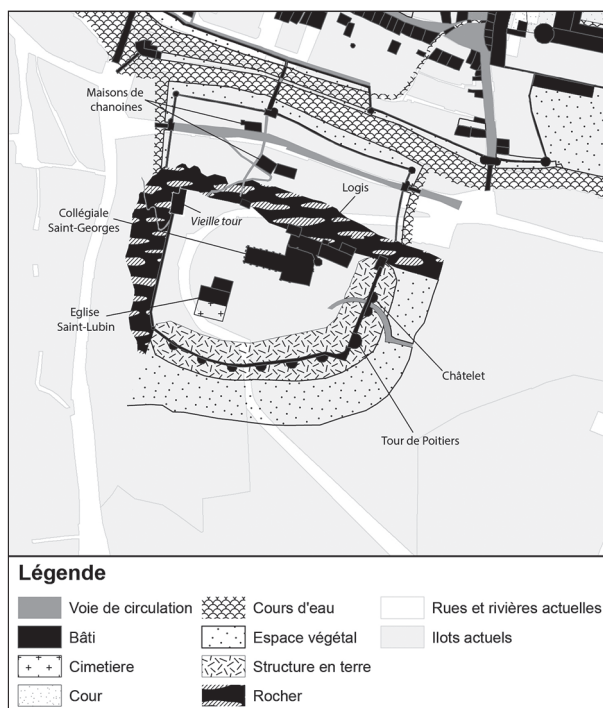 Maisons de
chanoines
Logis
Collégiale
Saint-Georges
Vieille tour
Eglise
Saint-Lubin
Châtelet
Tour de Poitiers
Légende
Voie de circulation
Cours d'eau
Rues et rivières actuelles
Bâti
Espace végétal
Ilots actuels
Cimetiere
Structure en terre
Cour
Rocher